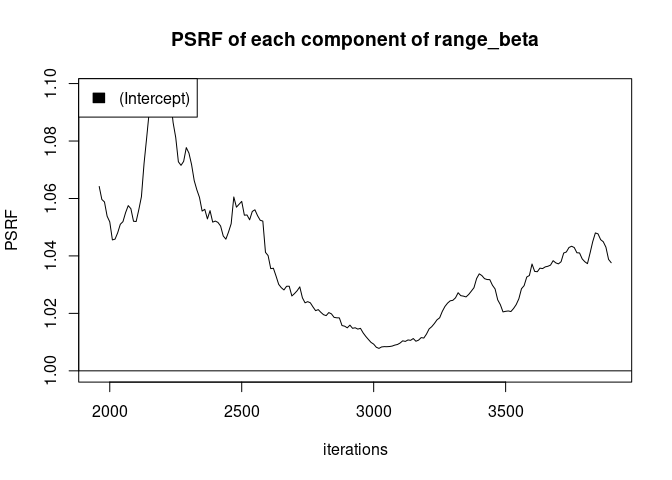 PSRF of each component of range_beta
(Intercept)
PSRF
1.10
1.08
1.06
1.04
1.02
1.00
2000 2500 3000 3500
iterations